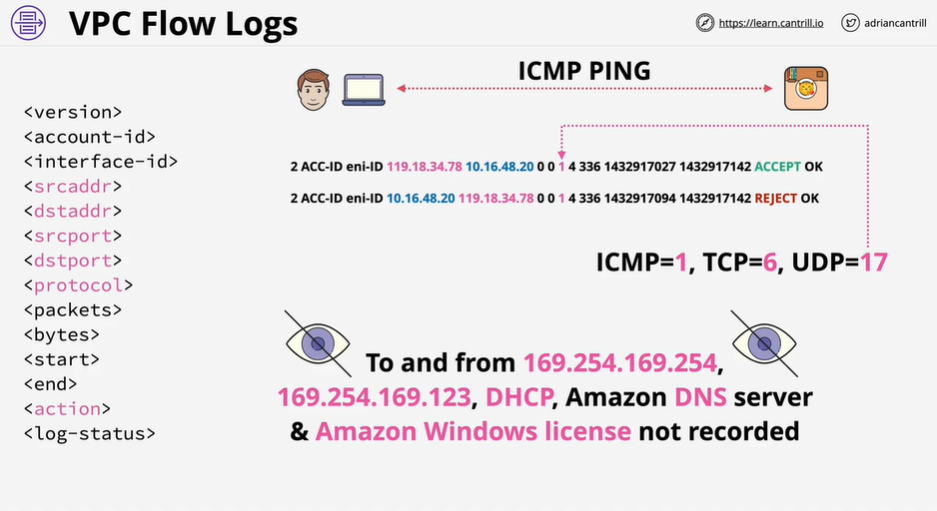 VPC Flow Logs
https://learn.cantrill.io
adriancantrill
<version>
<account-id>
<interface-id>
<srcaddr>
<dstaddr>
<srcport>
<dstport>
<protocol>
<packets>
<bytes>
<start>
<end>
<action>
<log-status>
ICMP PING
2 ACC-ID eni-ID 119.18.34.78 10.16.48.20 0 0 1 4 336 1432917027 1432917142 ACCEPT OK
2 ACC-ID eni-ID 10.16.48.20 119.18.34.78 0 0 1 4 336 1432917094 1432917142 REJECT OK
ICMP=1, TCP=6, UDP=17
To and from 169.254.169.254,
169.254.169.123, DHCP, Amazon DNS server
& Amazon Windows license not recorded